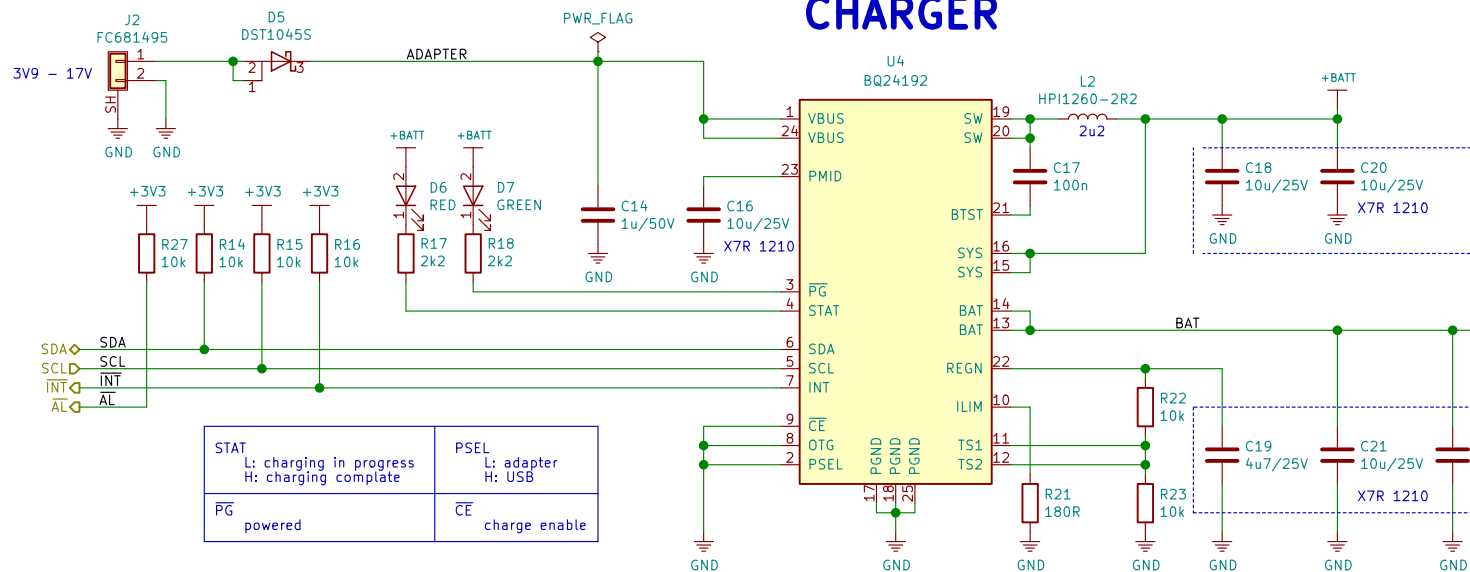 CHARGER
J2
FC681495
3V9 – 17V
1
2
SH
GND
GND
D5
DST1045S
2
1
3
ADAPTER
PWR_FLAG
+BATT
+BATT
2
1
D6
RED
2
1
D7
GREEN
R17
2k2
R18
2k2
+3V3
+3V3
+3V3
+3V3
R27
10k
R14
10k
R15
10k
R16
10k
C14
1u/50V
GND
C16
10u/25V
X7R 1210
GND
SDA
SDA
SCL
SCL
INT
INT
AL
AL
U4
BQ24192
1
VBUS
24
VBUS
23
PMID
3
PG
4
STAT
6
SDA
5
SCL
7
INT
9
CE
8
OTG
2
PSEL
SW
19
SW
20
BTST
21
SYS
16
SYS
15
BAT
14
BAT
13
REGN
22
ILIM
10
TS1
11
TS2
12
PGND
PGND
PGND
17
18
25
GND
GND
L2
HPI1260-2R2
2u2
+BATT
C17
100n
C18
10u/25V
GND
C20
10u/25V
X7R 1210
GND
BAT
R22
10k
R21
180R
GND
R23
10k
GND
C19
4u7/25V
GND
C21
10u/25V
X7R 1210
GND
GND
STAT
L: charging in progress
H: charging complate
PSEL
L: adapter
H: USB
PG
powered
CE
charge enable